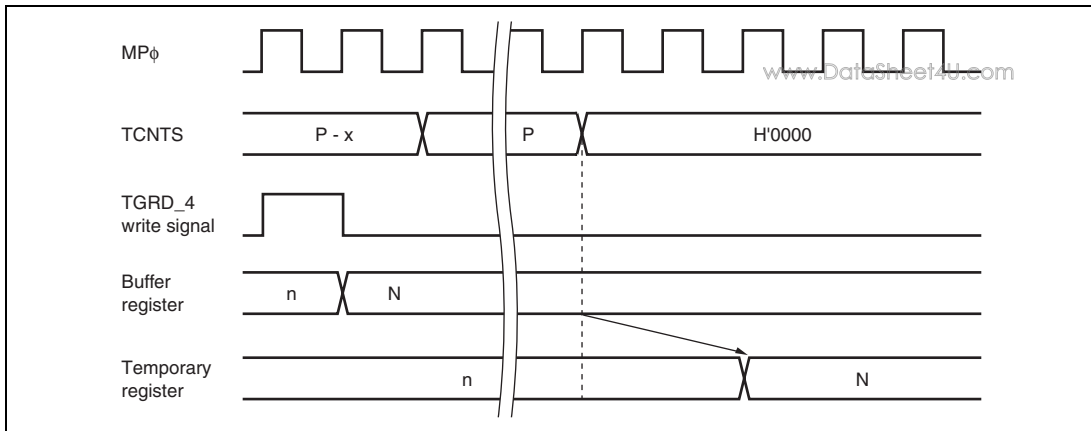 MPφ
www.DataSheet4U.com
TCNTS
P - x
P
H'0000
TGRD_4
write signal
Buffer
register
n
N
Temporary
register
n
N